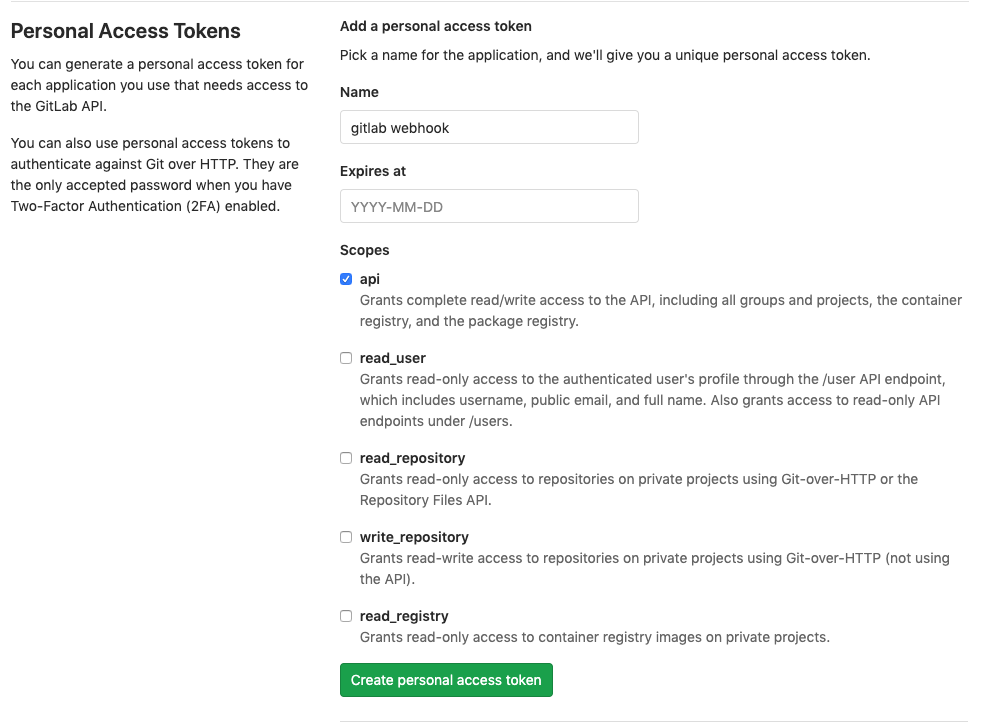 Personal Access Tokens
You can generate a personal access token for
each application you use that needs access to
the GitLab API.
You can also use personal access tokens to
authenticate against Git over HTTP. They are
the only accepted password when you have
Two-Factor Authentication (2FA) enabled.
Add a personal access token
Pick a name for the application, and we'll give you a unique personal access token.
Name
gitlab webhook
Expires at
YYYY-MM-DD
Scopes
api
Grants complete read/write access to the API, including all groups and projects, the container
registry, and the package registry.
read_user
Grants read-only access to the authenticated user's profile through the /user API endpoint,
which includes username, public email, and full name. Also grants access to read-only API
endpoints under /users.
read_repository
Grants read-only access to repositories on private projects using Git-over-HTTP or the
Repository Files API.
write_repository
Grants read-write access to repositories on private projects using Git-over-HTTP (not using
the API).
read_registry
Grants read-only access to container registry images on private projects.
Create personal access token